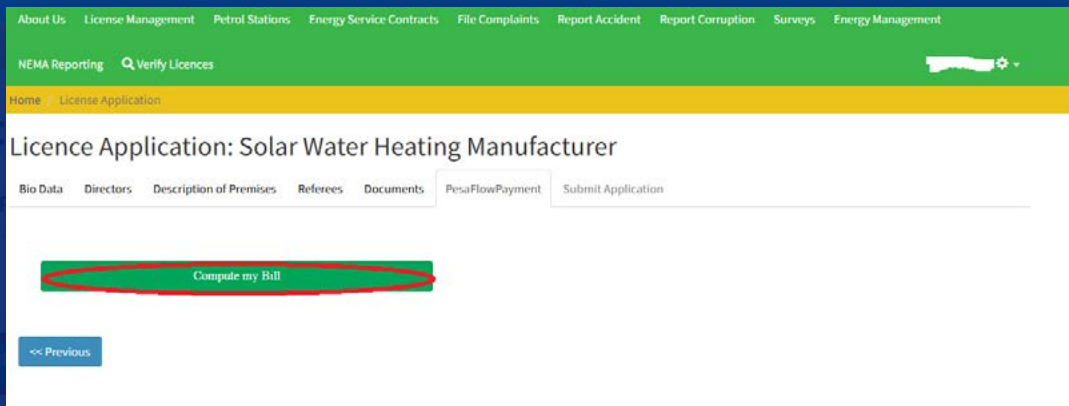 About Us License Management Petrol Stations Energy Service Contracts File Complaints Report Accident Report Corruption Surveys Energy Management
NEMA Reporting Verify Licences
Home / License Application
Licence Application: Solar Water Heating Manufacturer
Bio Data Directors Description of Premises Referees Documents PesaFlowPayment Submit Application
Compute my Bill
<< Previous